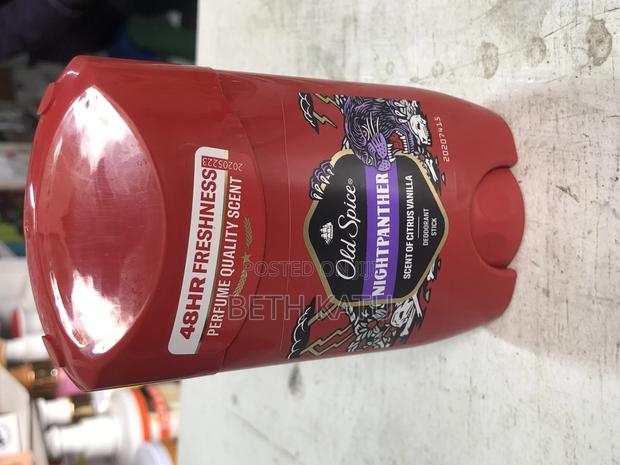 48HR FRESHNESS
PERFUME QUALITY SCENT
20205223
Old Spice®
NIGHTPANTHER
SCENT OF CITRUS VANILLA
DEODORANT
STICK
20207415
POSTED ON JIJI
BETH KATU